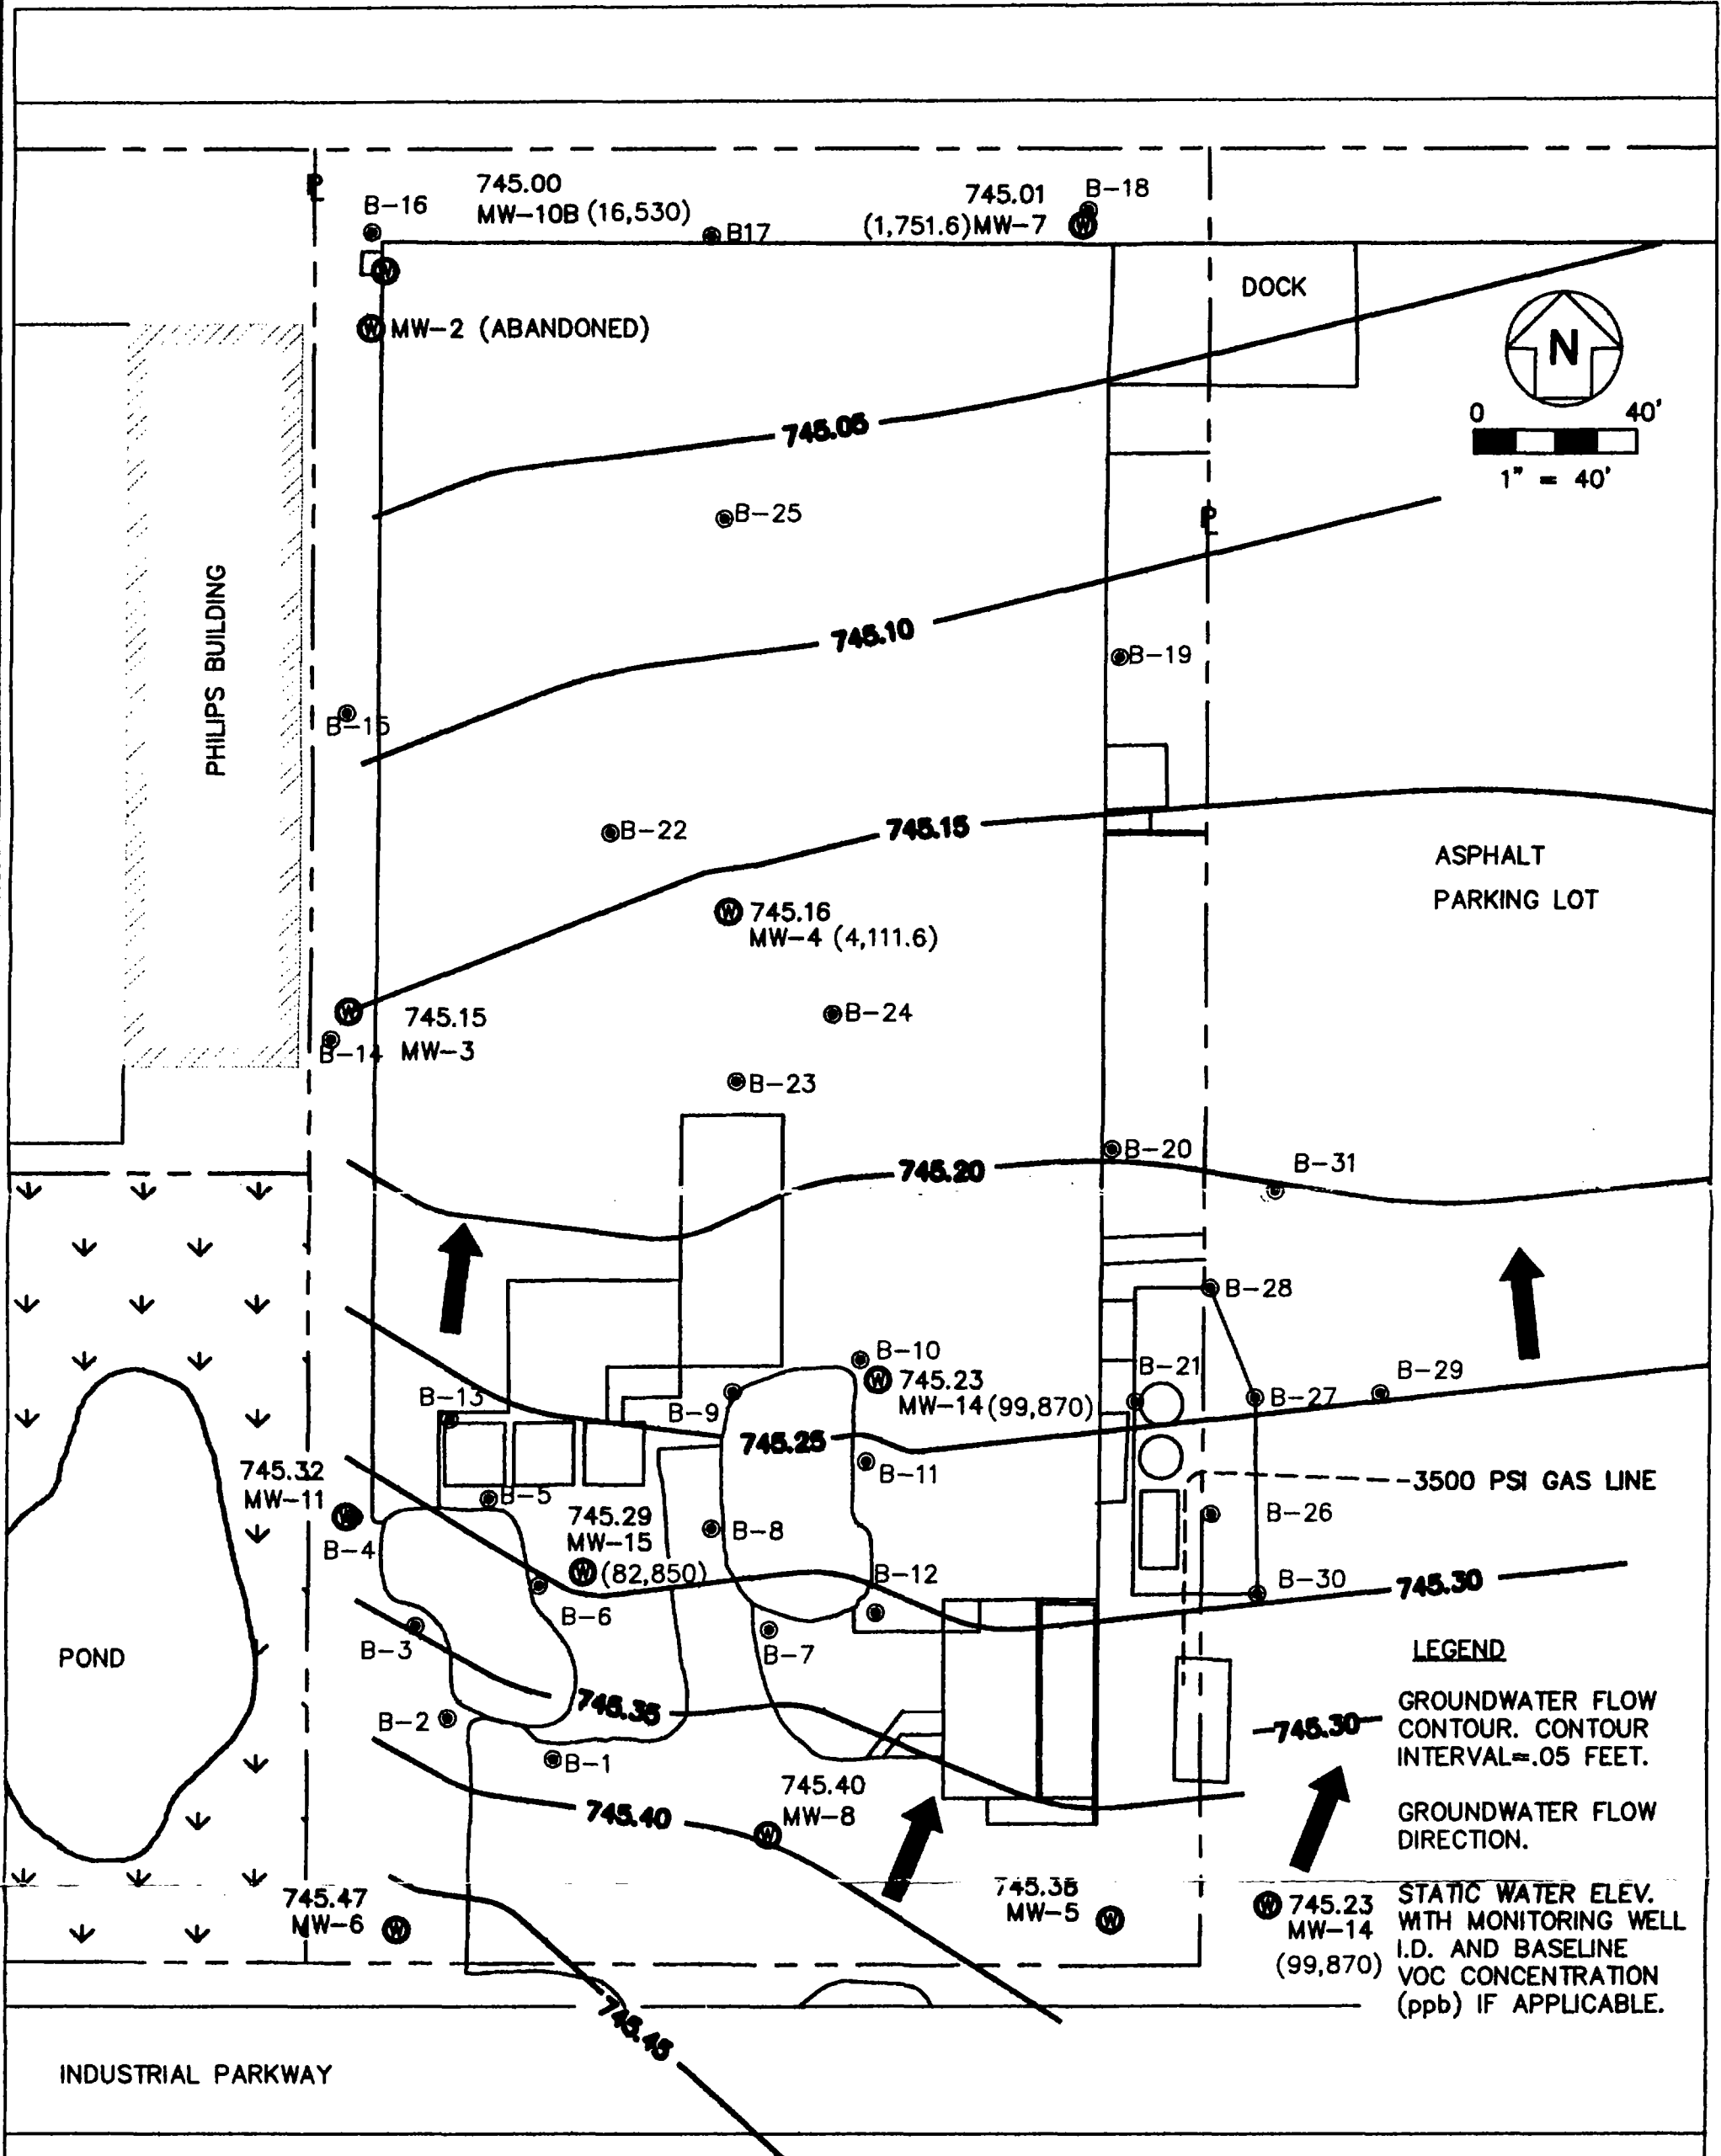 745.00
MW-10B (16,530)
745.01
(1,751.6) MW-7
B-18
B-16
B17
DOCK
MW-2 (ABANDONED)
N
0 40'
1" = 40'
745.05
B-25
PHILIPS BUILDING
745.10
B-19
B-15
B-22
745.15
ASPHALT
PARKING LOT
745.16
MW-4 (4,111.6)
B-24
745.15
MW-3
B-14
B-23
B-20
745.20
B-31
B-28
B-10
B-21
745.23
MW-14 (99,870)
B-29
B-27
B-13
B-9
745.25
B-11
745.32
MW-11
3500 PSI GAS LINE
B-5
745.29
MW-15
(82,850)
B-8
B-26
B-4
B-12
B-30
745.30
B-6
B-3
B-7
POND
LEGEND
745.35
B-2
745.30
GROUNDWATER FLOW
CONTOUR. CONTOUR
INTERVAL=.05 FEET.
B-1
745.40
MW-8
745.40
GROUNDWATER FLOW
DIRECTION.
745.47
MW-6
MW-5
745.23
MW-14
(99,870)
STATIC WATER ELEV.
WITH MONITORING WELL
I.D. AND BASELINE
VOC CONCENTRATION
(ppb) IF APPLICABLE.
745.45
INDUSTRIAL PARKWAY